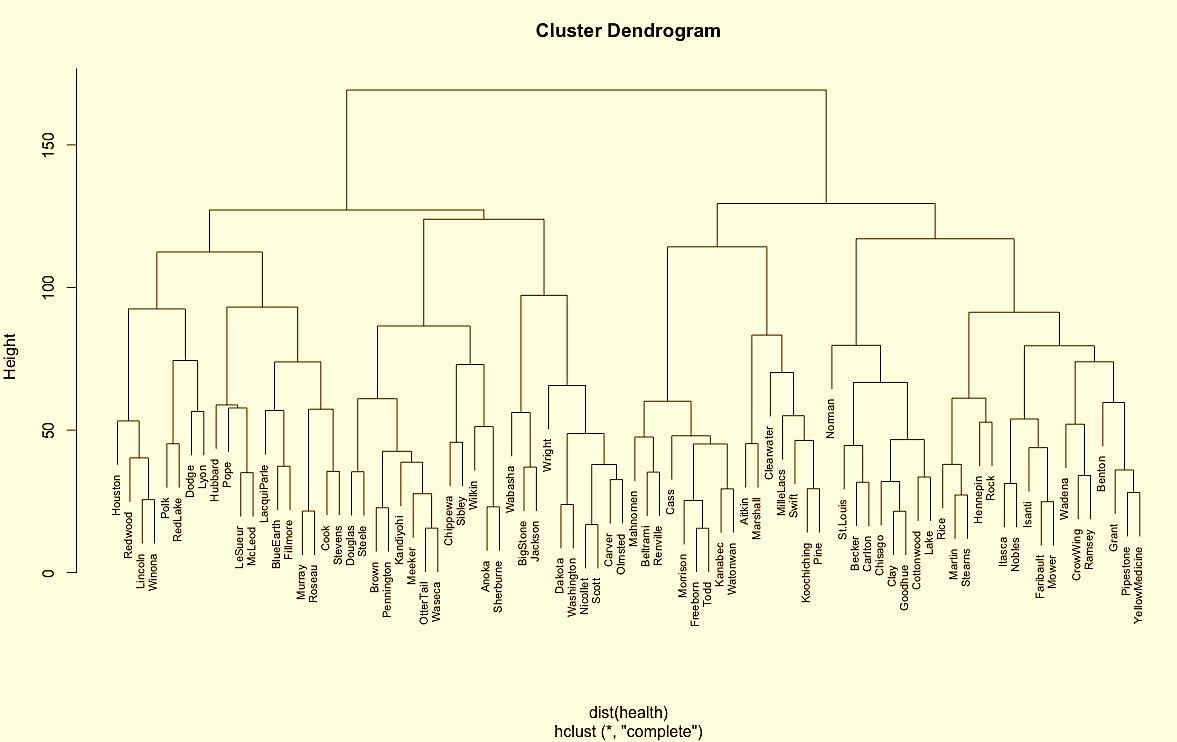 Cluster Dendrogram
Height
0
50
100
150
Houston
Redwood
Lincoln
Winona
Polk
RedLake
Dodge
Lyon
Hubbard
Pope
LeSueur
McLeod
LacquiParle
BlueEarth
Fillmore
Murray
Roseau
Cook
Stevens
Douglas
Steele
Brown
Pennington
Kandiyohi
Meeker
OtterTail
Waseca
Chippewa
Sibley
Wilkin
Anoka
Sherburne
Wabasha
BigStone
Jackson
Wright
Dakota
Washington
Nicollet
Scott
Carver
Olmsted
Mahnomen
Beltrami
Renville
Cass
Morrison
Freeborn
Todd
Kanabec
Watonwan
Aitkin
Marshall
Clearwater
MilleLacs
Swift
Koochiching
Pine
Norman
St.Louis
Becker
Carlton
Chisago
Clay
Goodhue
Cottonwood
Lake
Rice
Martin
Stearns
Hennepin
Rock
Itasca
Nobles
Isanti
Faribault
Mower
Wadena
CrowWing
Ramsey
Benton
Grant
Pipestone
YellowMedicine
dist(health)
hclust (*, "complete")